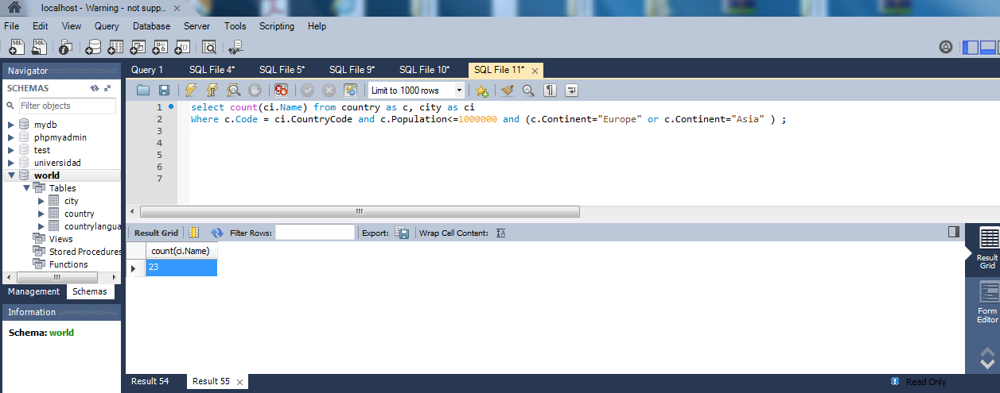 localhost - Warning - not supp...
File Edit View Query Database Server Tools Scripting Help
Navigator
SCHEMAS
Filter objects
mydb
phpmyadmin
test
universidad
world
Tables
city
country
countrylangua
Views
Stored Procedures
Functions
Management Schemas
Information
Schema: world
Query 1 SQL File 4* SQL File 5* SQL File 9* SQL File 10* SQL File 11*
Limit to 1000 rows
1 select count(ci.Name) from country as c, city as ci
2 Where c.Code = ci.CountryCode and c.Population<=1000000 and (c.Continent="Europe" or c.Continent="Asia" ) ;
3
4
5
6
7
Result Grid Filter Rows: Export: Wrap Cell Content:
count(ci.Name)
23
Result
Grid
Form
Editor
Result 54 Result 55
Read Only